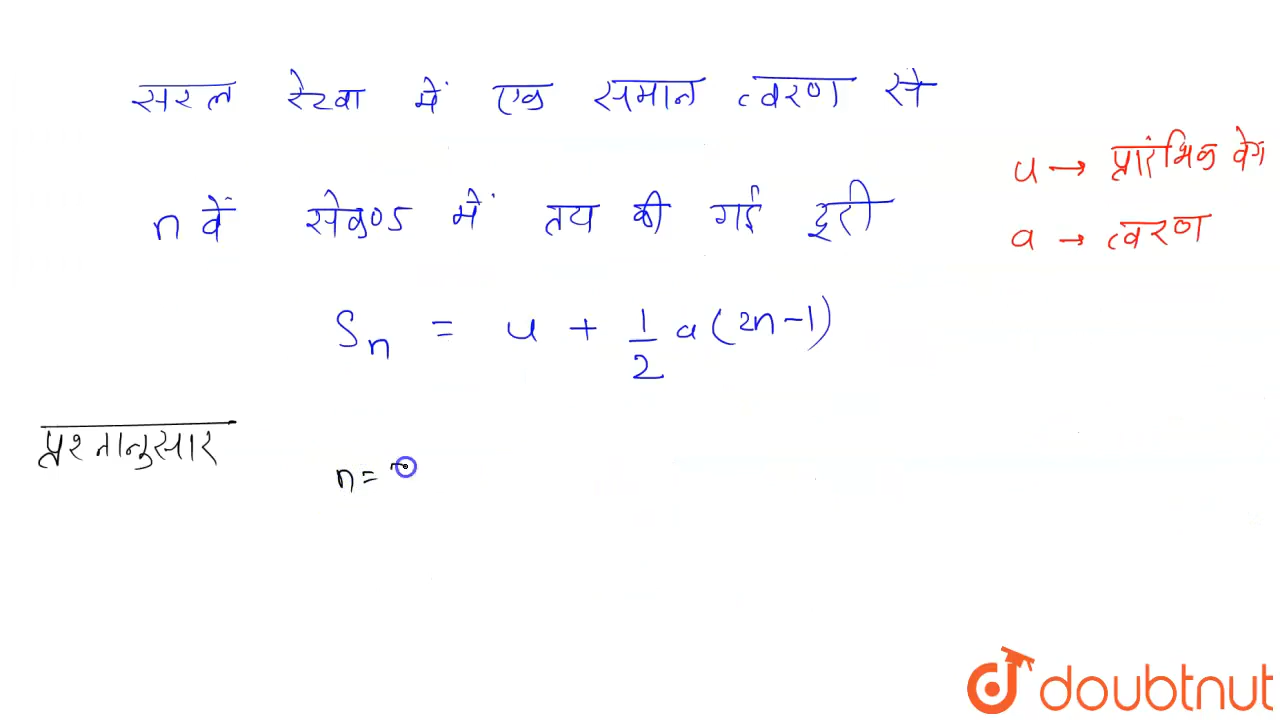 सरल रेखा में एक समान त्वरण से
n वें सेकण्ड में तय की गई दूरी
u → प्रारंभिक वेग
a → त्वरण
Sn = u + 1/2 a (2n-1)
प्रश्नानुसार
n =
doubtnut